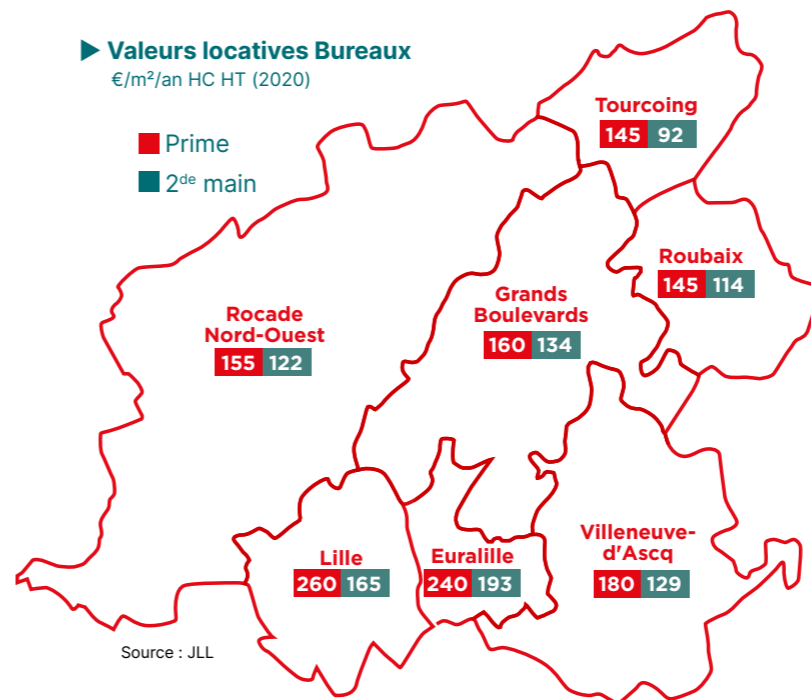 ▶ Valeurs locatives Bureaux
€/m²/an HC HT (2020)
Prime
2de main
Tourcoing
145 92
Roubaix
145 114
Grands
Boulevards
160 134
Rocade
Nord-Ouest
155 122
Lille
260 165
Euralille
240 193
Villeneuve-
d'Ascq
180 129
Source : JLL